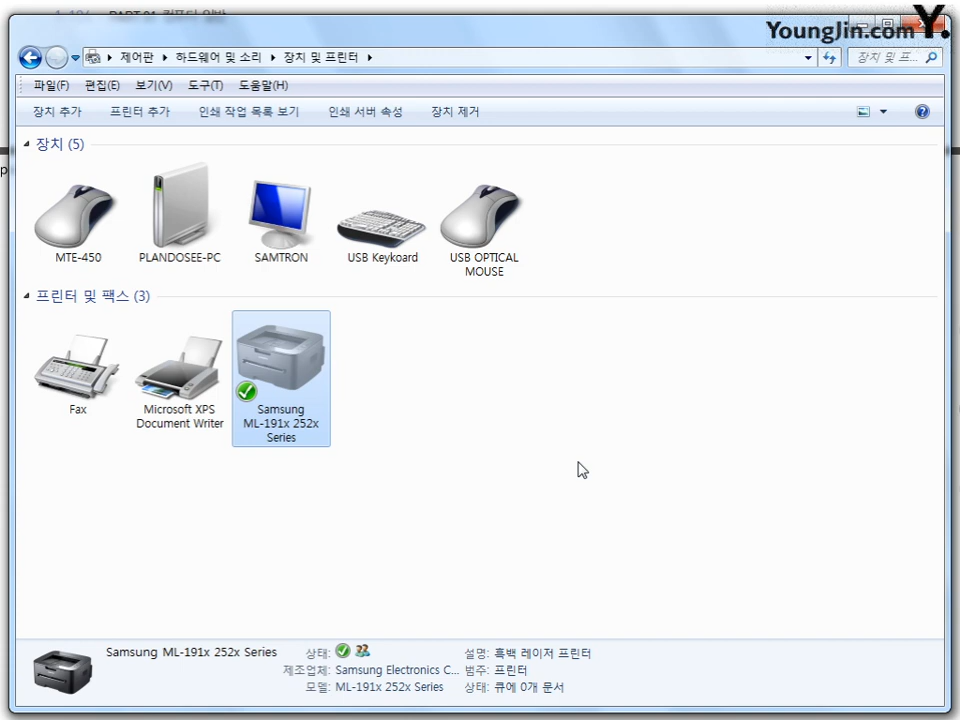 YoungJin.com Y.
제어판 하드웨어 및 소리 장치 및 프린터
장치 및 프...
파일(F) 편집(E) 보기(V) 도구(T) 도움말(H)
장치 추가 프린터 추가 인쇄 작업 목록 보기 인쇄 서버 속성 장치 제거
장치 (5)
MTE-450
PLANDOSEE-PC
SAMTRON
USB Keykoard
USB OPTICAL
MOUSE
프린터 및 팩스 (3)
Fax
Microsoft XPS
Document Writer
Samsung
ML-191x 252x
Series
Samsung ML-191x 252x Series
상태:
설명: 흑백 레이저 프린터
제조업체: Samsung Electronics C...
범주: 프린터
모델: ML-191x 252x Series
상태: 큐에 0개 문서